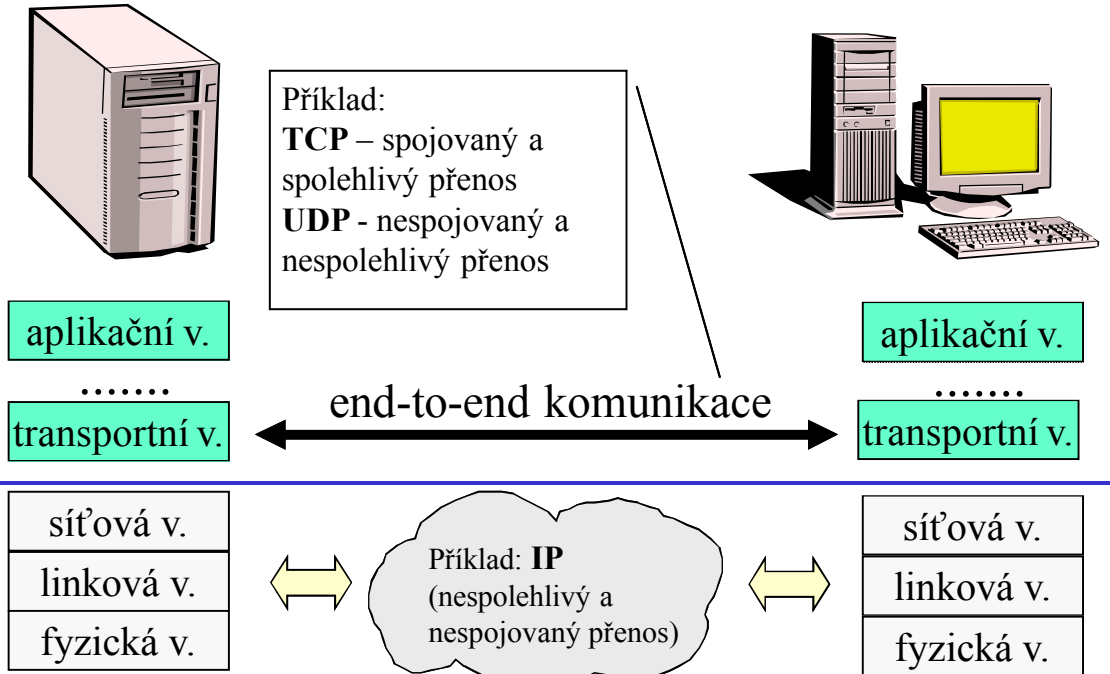 Příklad:
TCP – spojovaný a
spolehlivý přenos
UDP - nespojovaný a
nespolehlivý přenos
aplikační v.
aplikační v.
.......
.......
end-to-end komunikace
transportní v.
transportní v.
síťová v.
linková v.
fyzická v.
Příklad: IP
(nespolehlivý a
nespojovaný přenos)
síťová v.
linková v.
fyzická v.